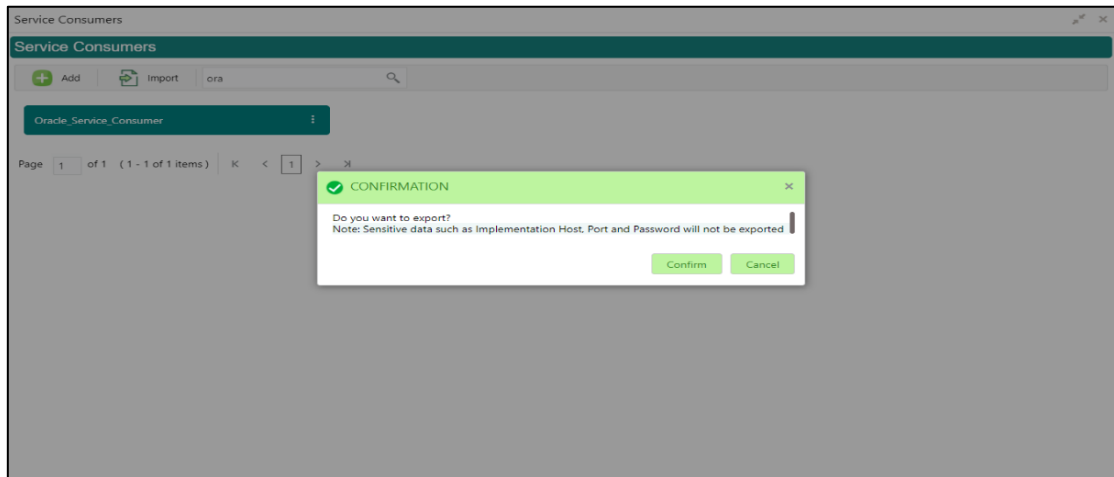 Service Consumers
Service Consumers
Add Import ora
Oracle_Service_Consumer
Page 1 of 1 (1 - 1 of 1 items) K < 1 > >|
CONFIRMATION
Do you want to export?
Note: Sensitive data such as Implementation Host, Port and Password will not be exported
Confirm Cancel